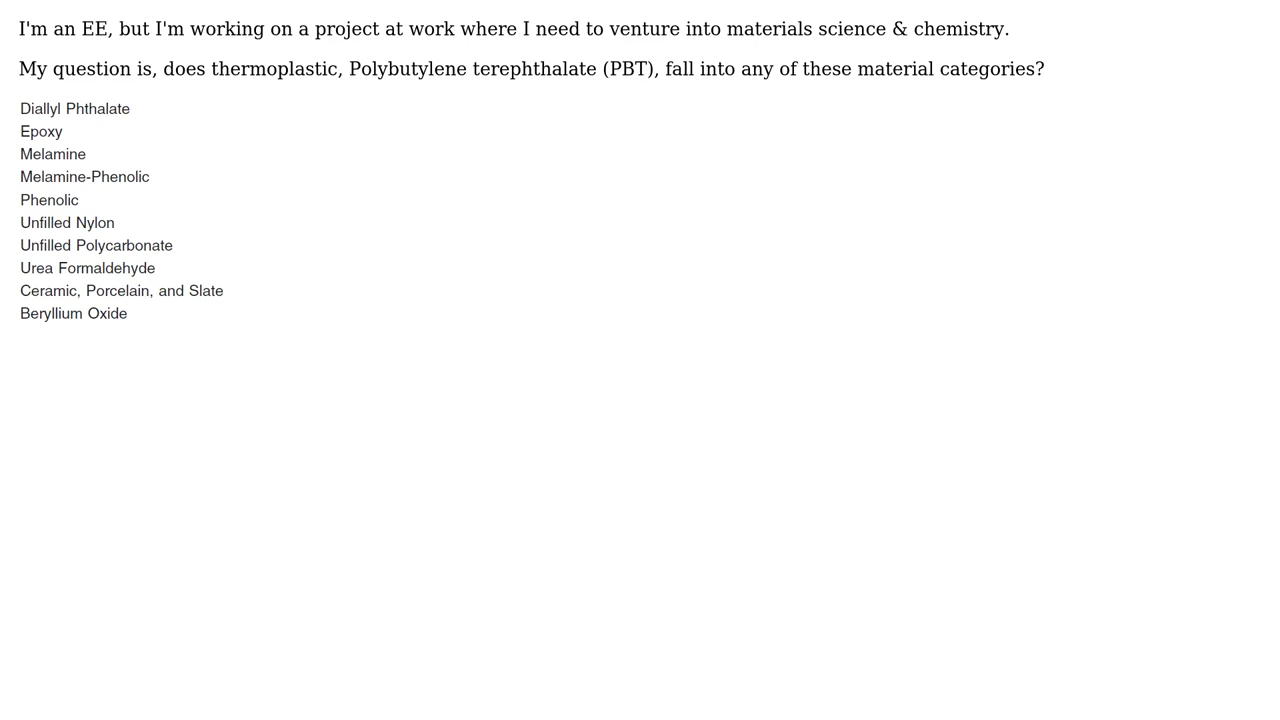 I'm an EE, but I'm working on a project at work where I need to venture into materials science & chemistry.
My question is, does thermoplastic, Polybutylene terephthalate (PBT), fall into any of these material categories?
Diallyl Phthalate
Epoxy
Melamine
Melamine-Phenolic
Phenolic
Unfilled Nylon
Unfilled Polycarbonate
Urea Formaldehyde
Ceramic, Porcelain, and Slate
Beryllium Oxide